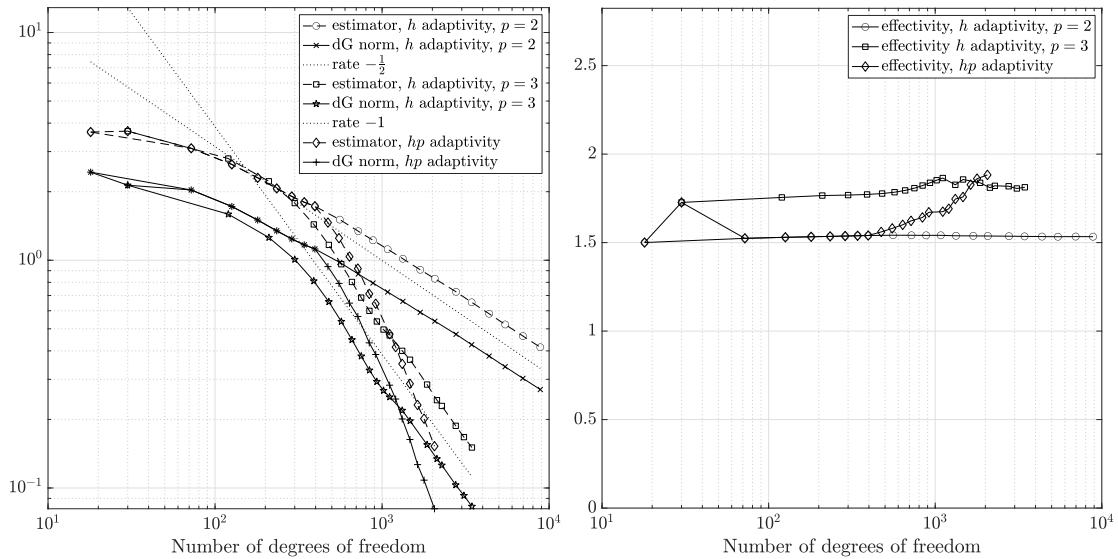 estimator, h adaptivity, p = 2
dG norm, h adaptivity, p = 2
rate −1/2
estimator, h adaptivity, p = 3
dG norm, h adaptivity, p = 3
rate −1
estimator, hp adaptivity
dG norm, hp adaptivity
10^1
10^0
10^−1
10^1
10^2
10^3
10^4
Number of degrees of freedom
effectivity, h adaptivity, p = 2
effectivity h adaptivity, p = 3
effectivity, hp adaptivity
2.5
2
1.5
1
0.5
0
10^1
10^2
10^3
10^4
Number of degrees of freedom